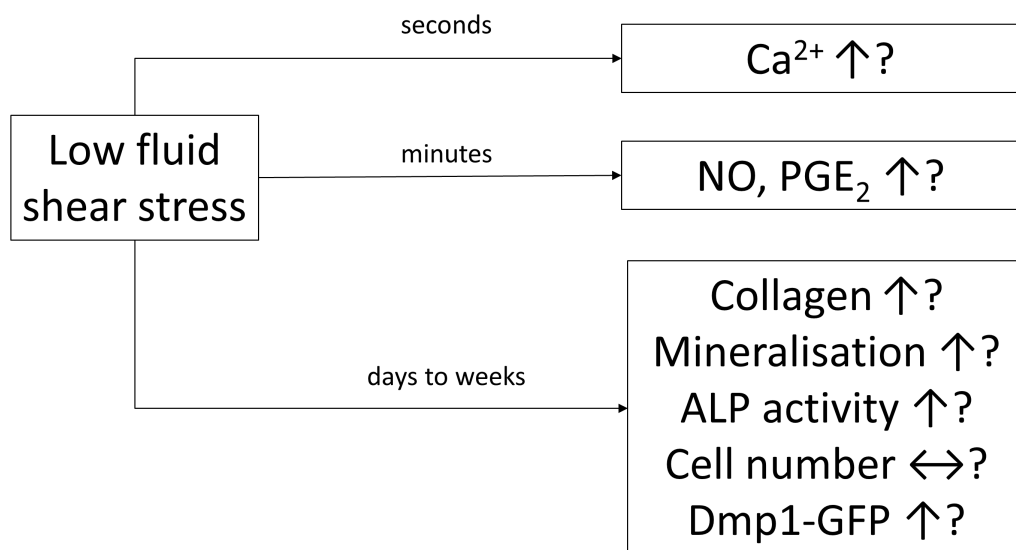 seconds
Ca²⁺ ↑?
Low fluid
shear stress
minutes
NO, PGE₂ ↑?
days to weeks
Collagen ↑?
Mineralisation ↑?
ALP activity ↑?
Cell number ↔?
Dmp1-GFP ↑?